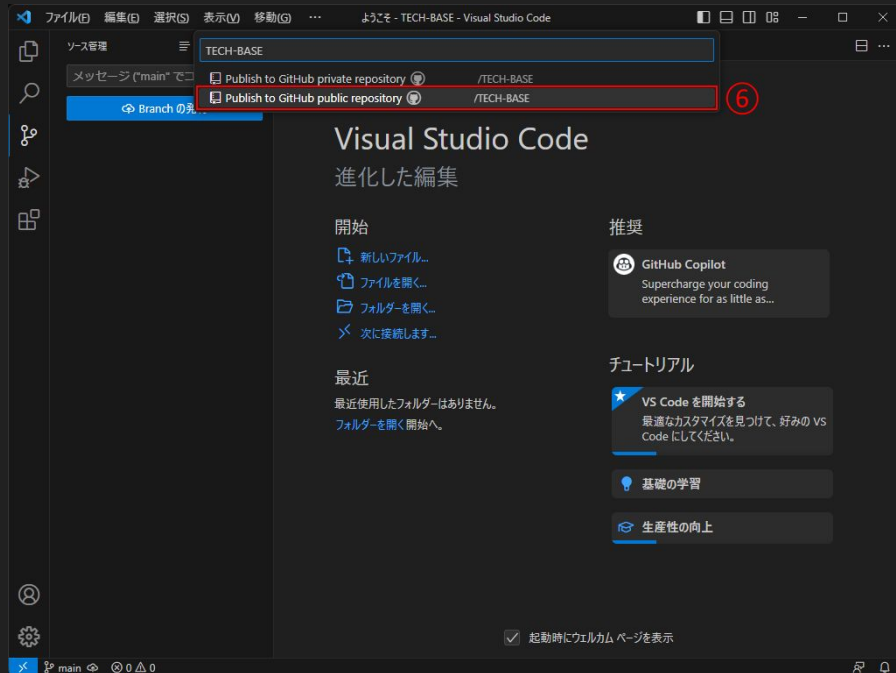 ファイル(F) 編集(E) 選択(S) 表示(V) 移動(G) … ようこそ - TECH-BASE - Visual Studio Code
ソース管理
TECH-BASE
メッセージ ("main" でコ
Publish to GitHub private repository /TECH-BASE
Publish to GitHub public repository /TECH-BASE
⑥
Branch の発
Visual Studio Code
進化した編集
開始
新しいファイル...
ファイルを開く...
フォルダーを開く...
次に接続します...
最近
最近使用したフォルダーはありません。
フォルダーを開く開始へ。
推奨
GitHub Copilot
Supercharge your coding
experience for as little as...
チュートリアル
VS Code を開始する
最適なカスタマイズを見つけて、好みの VS
Code にしてください。
基礎の学習
生産性の向上
起動時にウェルカム ページを表示
main 0 0